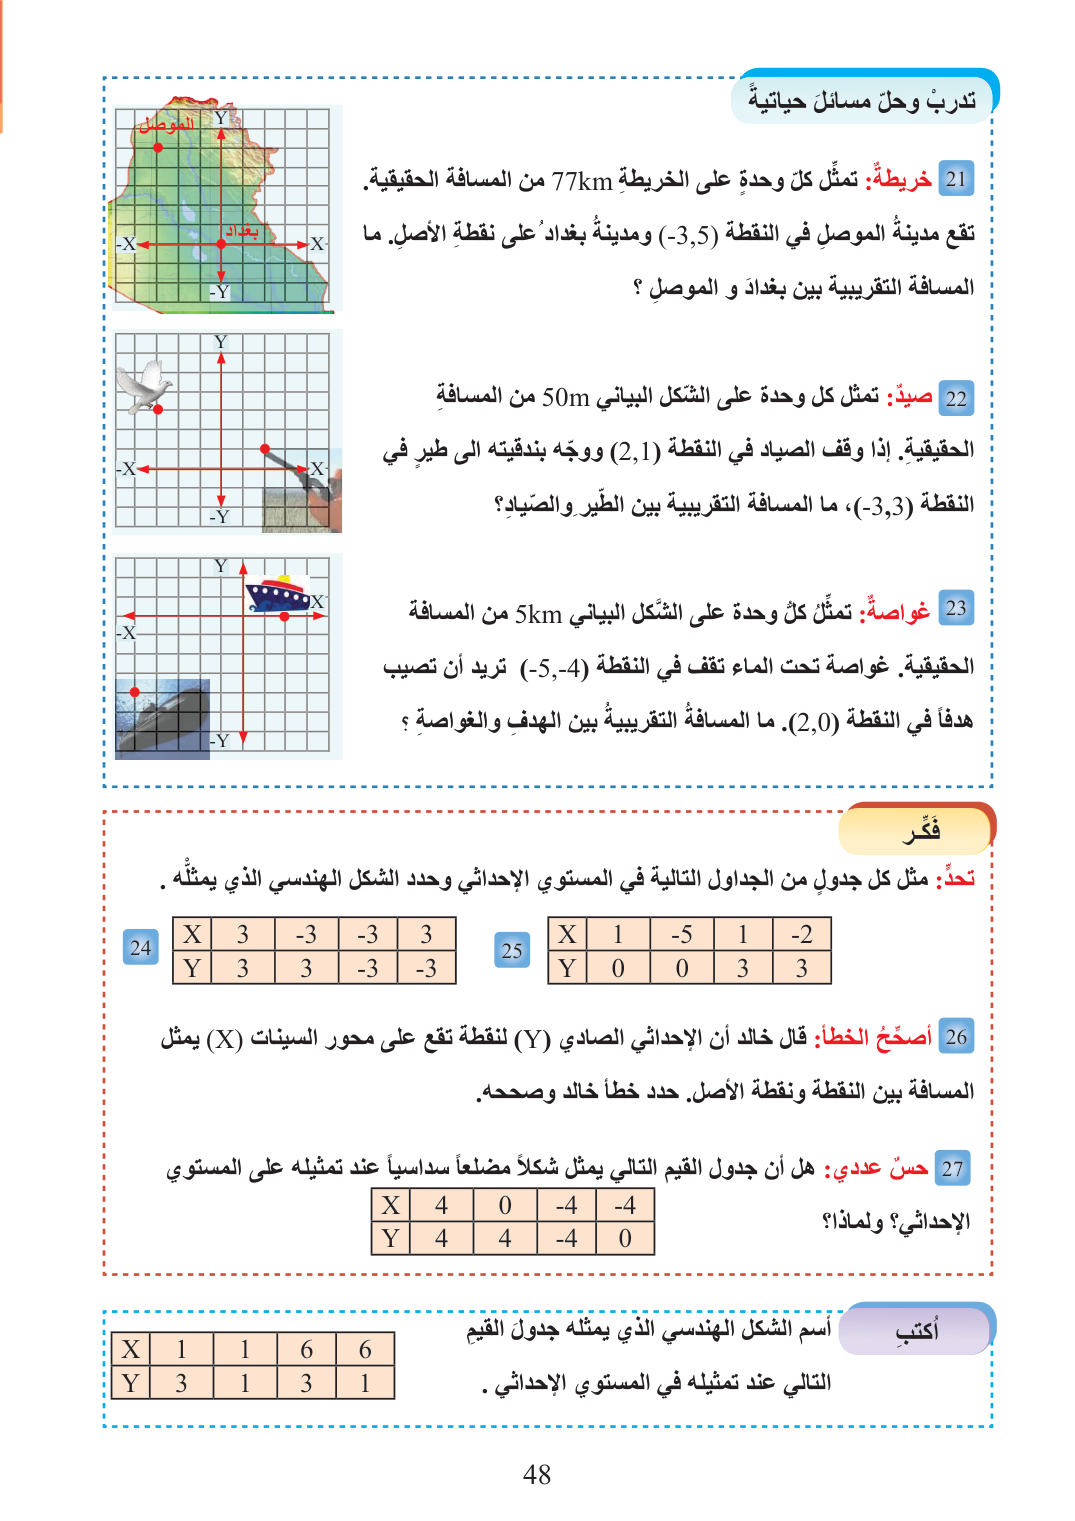 تدربْ وحلّ مسائلَ حياتيةً
21 خريطةٌ: تمثِّل كلّ وحدةٍ على الخريطةِ 77km من المسافة الحقيقية.
تقع مدينةُ الموصلِ في النقطة (-3,5) ومدينةُ بغدادُ على نقطةِ الأصلِ. ما
المسافة التقريبية بين بغدادَ و الموصلِ ؟
Y
الموصل
بغداد
-X
X
-Y
22 صيدٌ: تمثل كل وحدة على الشّكل البياني 50m من المسافةِ
الحقيقيةِ. إذا وقف الصياد في النقطة (2,1) ووجّه بندقيته الى طيرٍ في
النقطة (-3,3)، ما المسافة التقريبية بين الطّيرِ والصّيادِ؟
Y
-X
X
-Y
23 غواصةٌ: تمثِّلُ كلُّ وحدة على الشَّكل البياني 5km من المسافة
الحقيقية. غواصة تحت الماء تقف في النقطة (-5,-4) تريد أن تصيب
هدفاً في النقطة (2,0). ما المسافةُ التقريبيةُ بين الهدفِ والغواصةِ ؟
Y
X
-X
-Y
فَكِّـر
تحدٍّ: مثل كل جدولٍ من الجداول التالية في المستوي الإحداثي وحدد الشكل الهندسي الذي يمثلُّه .
24
X 3 -3 -3 3
Y 3 3 -3 -3
25
X 1 -5 1 -2
Y 0 0 3 3
26 أصحِّحُ الخطأ: قال خالد أن الإحداثي الصادي (Y) لنقطة تقع على محور السينات (X) يمثل
المسافة بين النقطة ونقطة الأصل. حدد خطأ خالد وصححه.
27 حسٌ عددي: هل أن جدول القيم التالي يمثل شكلاً مضلعاً سداسياً عند تمثيله على المستوي
الإحداثي؟ ولماذا؟
X 4 0 -4 -4
Y 4 4 -4 0
أكتبِ
أسم الشكل الهندسي الذي يمثله جدولَ القيمِ
التالي عند تمثيله في المستوي الإحداثي .
X 1 1 6 6
Y 3 1 3 1
48